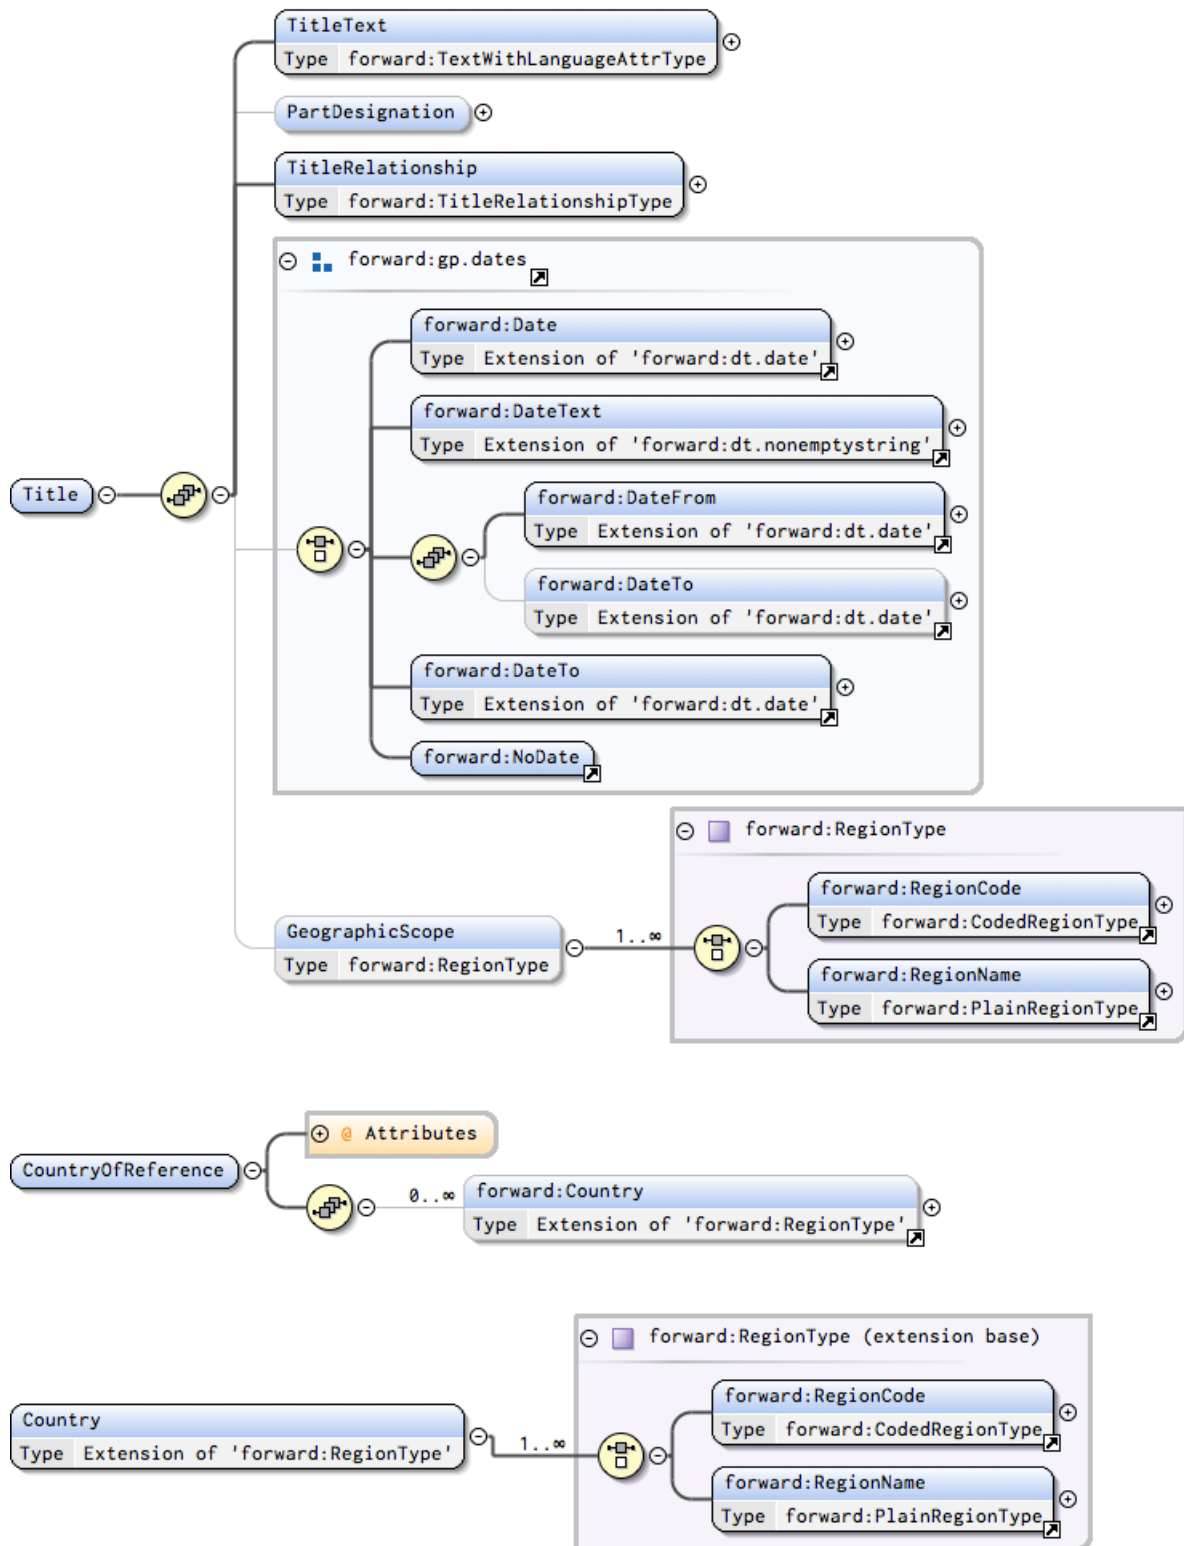 TitleText
Type forward:TextWithLanguageAttrType
PartDesignation
TitleRelationship
Type forward:TitleRelationshipType
forward:gp.dates
forward:Date
Type Extension of 'forward:dt.date'
forward:DateText
Type Extension of 'forward:dt.nonemptystring'
Title
forward:DateFrom
Type Extension of 'forward:dt.date'
forward:DateTo
Type Extension of 'forward:dt.date'
forward:DateTo
Type Extension of 'forward:dt.date'
forward:NoDate
forward:RegionType
forward:RegionCode
Type forward:CodedRegionType
GeographicScope
Type forward:RegionType
1..∞
forward:RegionName
Type forward:PlainRegionType
@ Attributes
CountryOfReference
0..∞
forward:Country
Type Extension of 'forward:RegionType'
forward:RegionType (extension base)
forward:RegionCode
Type forward:CodedRegionType
Country
Type Extension of 'forward:RegionType'
1..∞
forward:RegionName
Type forward:PlainRegionType